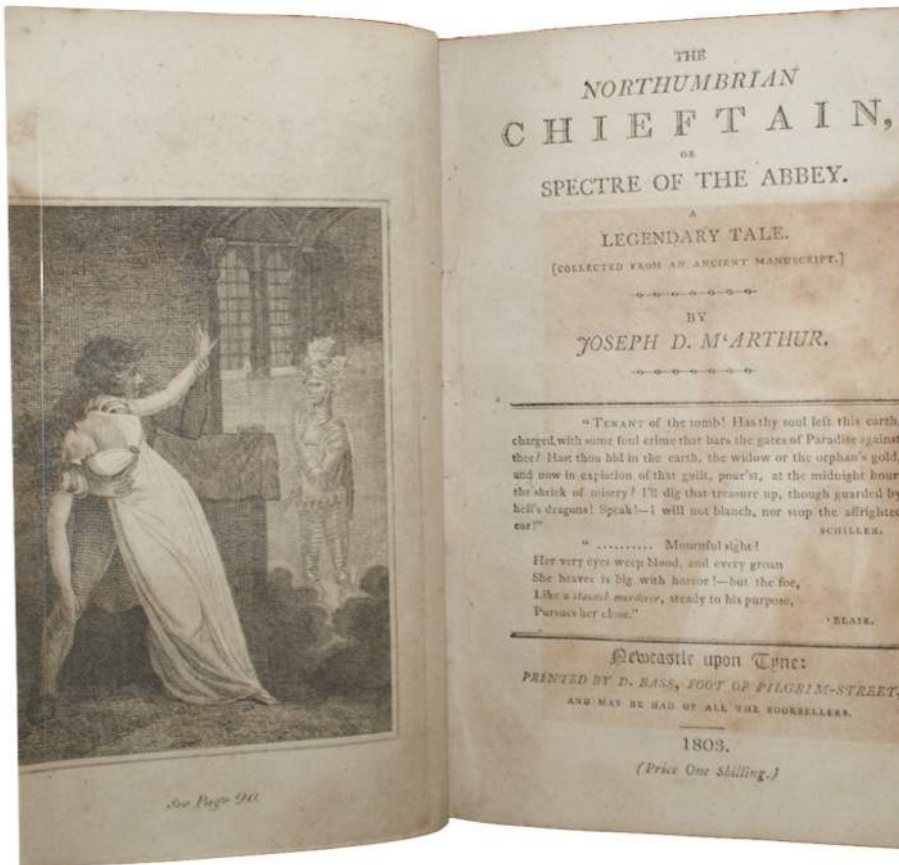 See Page 90.
THE
NORTHUMBRIAN
CHIEFTAIN,
OR
SPECTRE OF THE ABBEY.
A
LEGENDARY TALE.
[COLLECTED FROM AN ANCIENT MANUSCRIPT.]
BY
JOSEPH D. M‘ARTHUR.
"TENANT of the tomb! Has thy soul left this earth,
charged, with some foul crime that bars the gates of Paradise against
thee? Hast thou hid in the earth, the widow or the orphan's gold,
and now in expiation of that guilt, pour'st, at the midnight hour
the shriek of misery? I'll dig that treasure up, though guarded by
hell's dragons! Speak!—I will not blanch, nor stop the affrighted
ear!"
SCHILLER.
" .......... Mournful sight!
Her very eyes weep blood, and every groan
She heaves is big with horror!—but the foe,
Like a staunch murderer, steady to his purpose,
Pursues her close."
BLAIR.
Newcastle upon Tyne:
PRINTED BY D. BASS, FOOT OF PILGRIM-STREET.
AND MAY BE HAD OF ALL THE BOOKSELLERS.
1803.
(Price One Shilling.)